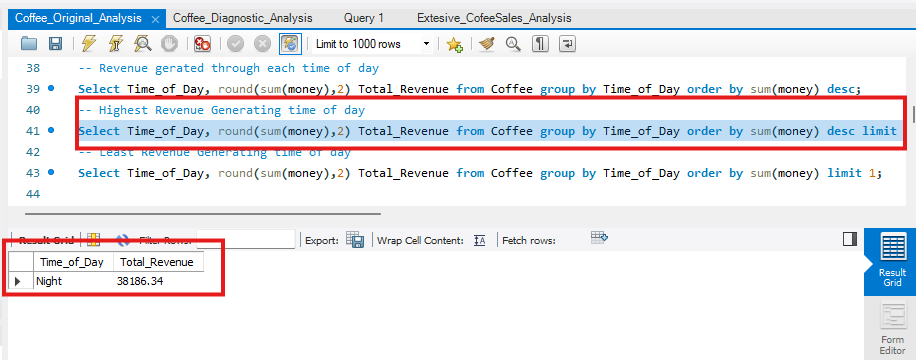 Coffee_Original_Analysis Coffee_Diagnostic_Analysis Query 1 Extesive_CofeeSales_Analysis
Limit to 1000 rows
38 -- Revenue gerated through each time of day
39 Select Time_of_Day, round(sum(money),2) Total_Revenue from Coffee group by Time_of_Day order by sum(money) desc;
40 -- Highest Revenue Generating time of day
41 Select Time_of_Day, round(sum(money),2) Total_Revenue from Coffee group by Time_of_Day order by sum(money) desc limit
42 -- Least Revenue Generating time of day
43 Select Time_of_Day, round(sum(money),2) Total_Revenue from Coffee group by Time_of_Day order by sum(money) limit 1;
44
Result Grid Filter Rows: Export: Wrap Cell Content: Fetch rows:
Time_of_Day Total_Revenue
Night 38186.34
Result
Grid
Form
Editor